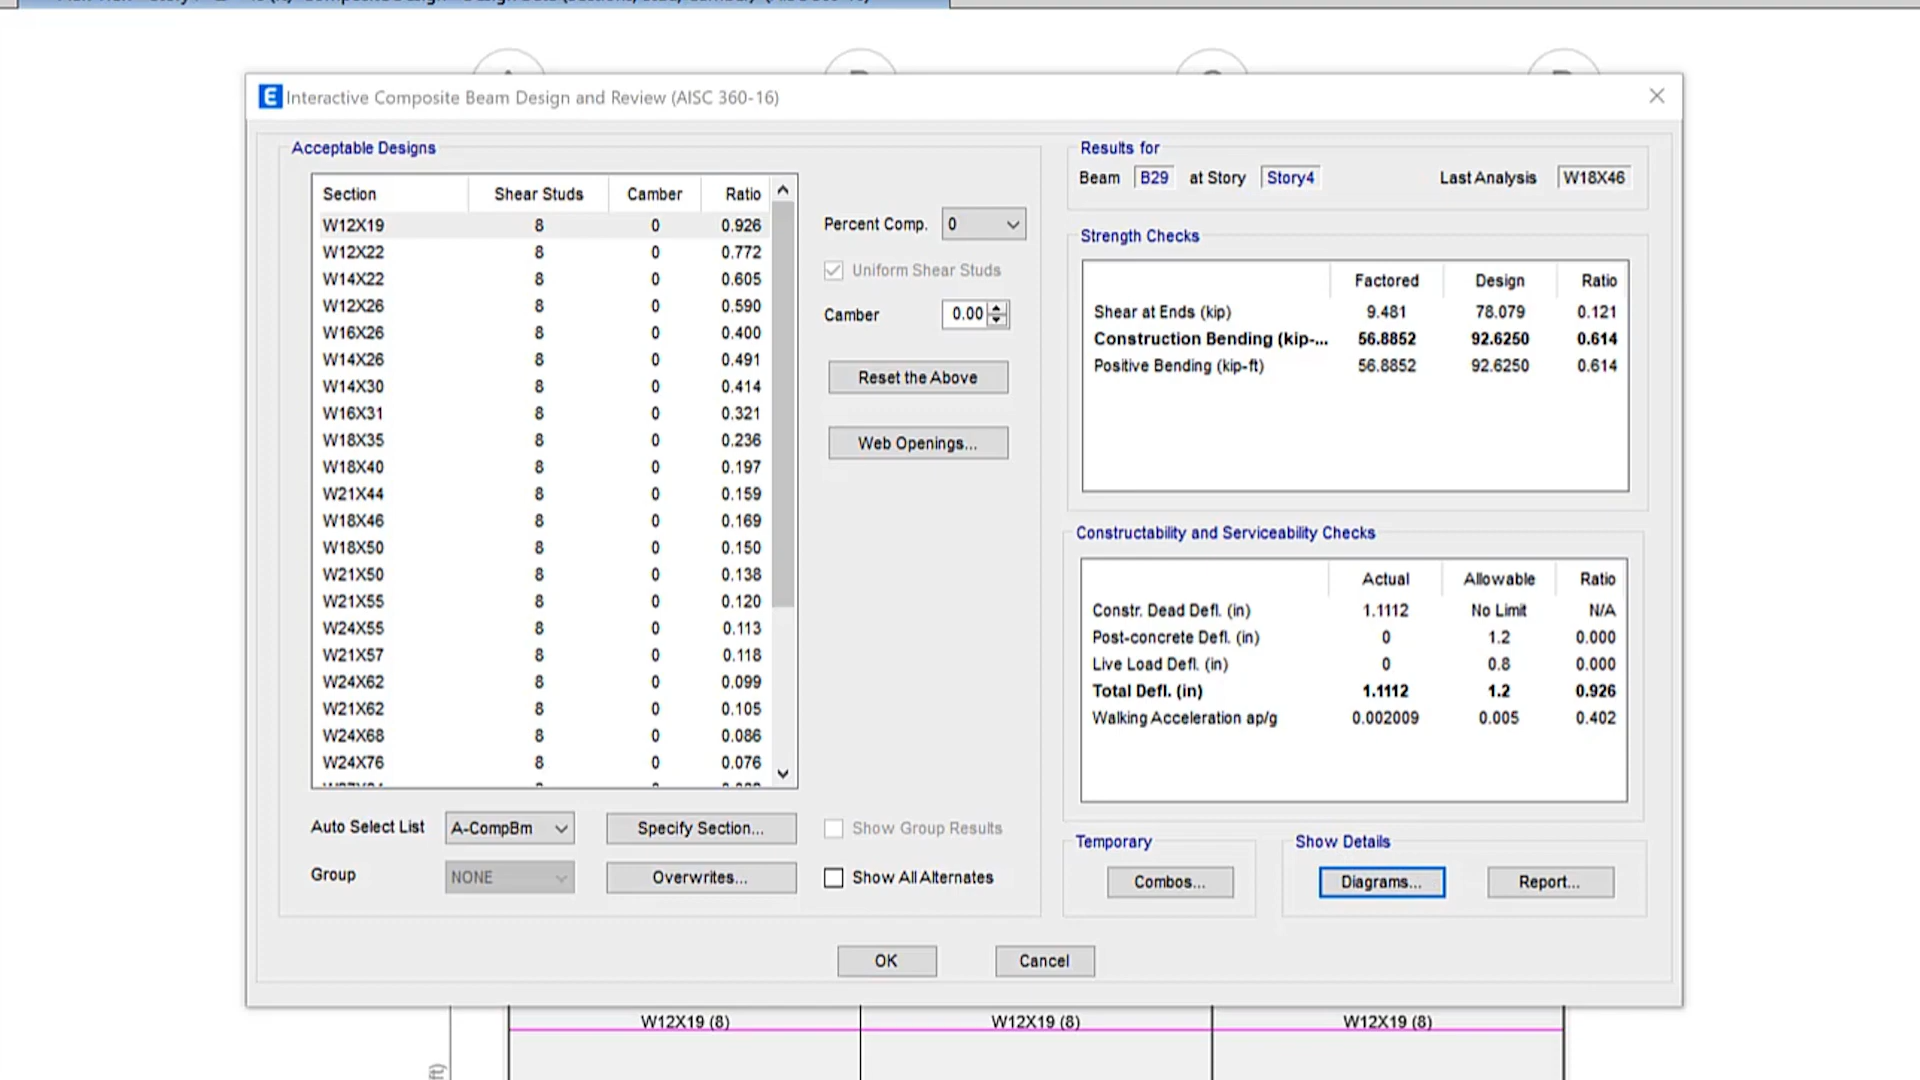 Interactive Composite Beam Design and Review (AISC 360-16)
Acceptable Designs
Section Shear Studs Camber Ratio
W12X19 8 0 0.926
W12X22 8 0 0.772
W14X22 8 0 0.605
W12X26 8 0 0.590
W16X26 8 0 0.400
W14X26 8 0 0.491
W14X30 8 0 0.414
W16X31 8 0 0.321
W18X35 8 0 0.236
W18X40 8 0 0.197
W21X44 8 0 0.159
W18X46 8 0 0.169
W18X50 8 0 0.150
W21X50 8 0 0.138
W21X55 8 0 0.120
W24X55 8 0 0.113
W21X57 8 0 0.118
W24X62 8 0 0.099
W21X62 8 0 0.105
W24X68 8 0 0.086
W24X76 8 0 0.076
Percent Comp. 0
Uniform Shear Studs
Camber 0.00
Reset the Above
Web Openings...
Auto Select List A-CompBm Specify Section... Show Group Results
Group NONE Overwrites... Show All Alternates
Results for
Beam B29 at Story Story4 Last Analysis W18X46
Strength Checks
Factored Design Ratio
Shear at Ends (kip) 9.481 78.079 0.121
Construction Bending (kip-... 56.8852 92.6250 0.614
Positive Bending (kip-ft) 56.8852 92.6250 0.614
Constructability and Serviceability Checks
Actual Allowable Ratio
Constr. Dead Defl. (in) 1.1112 No Limit N/A
Post-concrete Defl. (in) 0 1.2 0.000
Live Load Defl. (in) 0 0.8 0.000
Total Defl. (in) 1.1112 1.2 0.926
Walking Acceleration ap/g 0.002009 0.005 0.402
Temporary
Combos...
Show Details
Diagrams... Report...
OK Cancel
W12X19 (8) W12X19 (8) W12X19 (8)
ft)